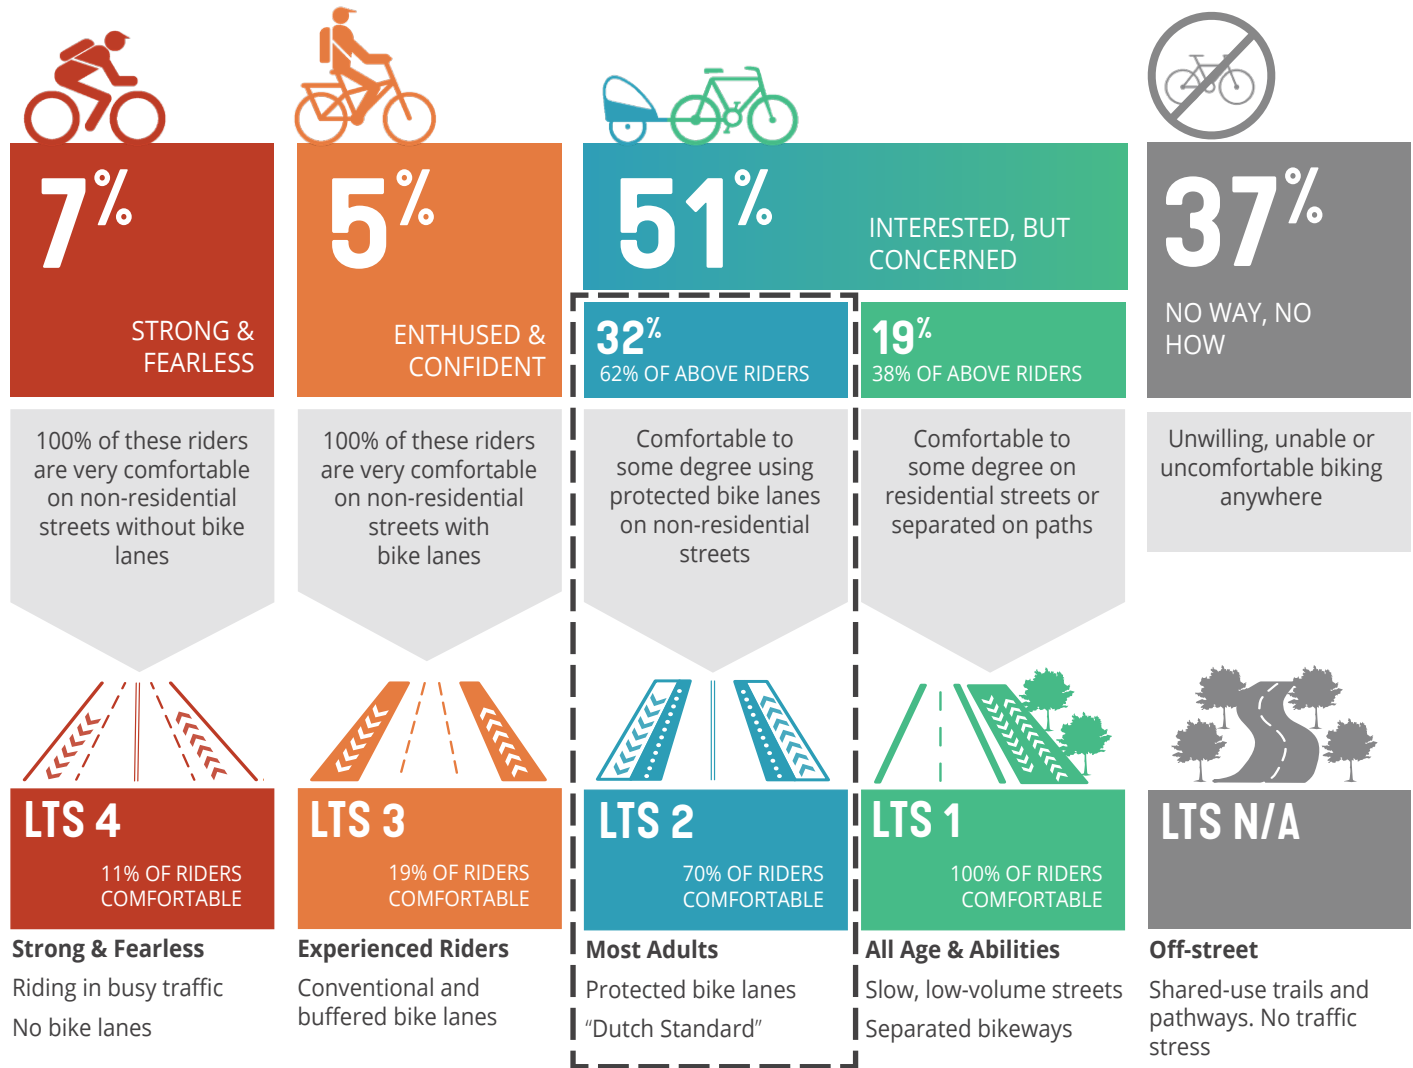 7%
STRONG &
FEARLESS
5%
ENTHUSED &
CONFIDENT
51%
INTERESTED, BUT
CONCERNED
32%
62% OF ABOVE RIDERS
19%
38% OF ABOVE RIDERS
37%
NO WAY, NO
HOW
100% of these riders
are very comfortable
on non-residential
streets without bike
lanes
100% of these riders
are very comfortable
on non-residential
streets with
bike lanes
Comfortable to
some degree using
protected bike lanes
on non-residential
streets
Comfortable to
some degree on
residential streets or
separated on paths
Unwilling, unable or
uncomfortable biking
anywhere
LTS 4
11% OF RIDERS
COMFORTABLE
LTS 3
19% OF RIDERS
COMFORTABLE
LTS 2
70% OF RIDERS
COMFORTABLE
LTS 1
100% OF RIDERS
COMFORTABLE
LTS N/A
Strong & Fearless
Riding in busy traffic
No bike lanes
Experienced Riders
Conventional and
buffered bike lanes
Most Adults
Protected bike lanes
“Dutch Standard”
All Age & Abilities
Slow, low-volume streets
Separated bikeways
Off-street
Shared-use trails and
pathways. No traffic
stress